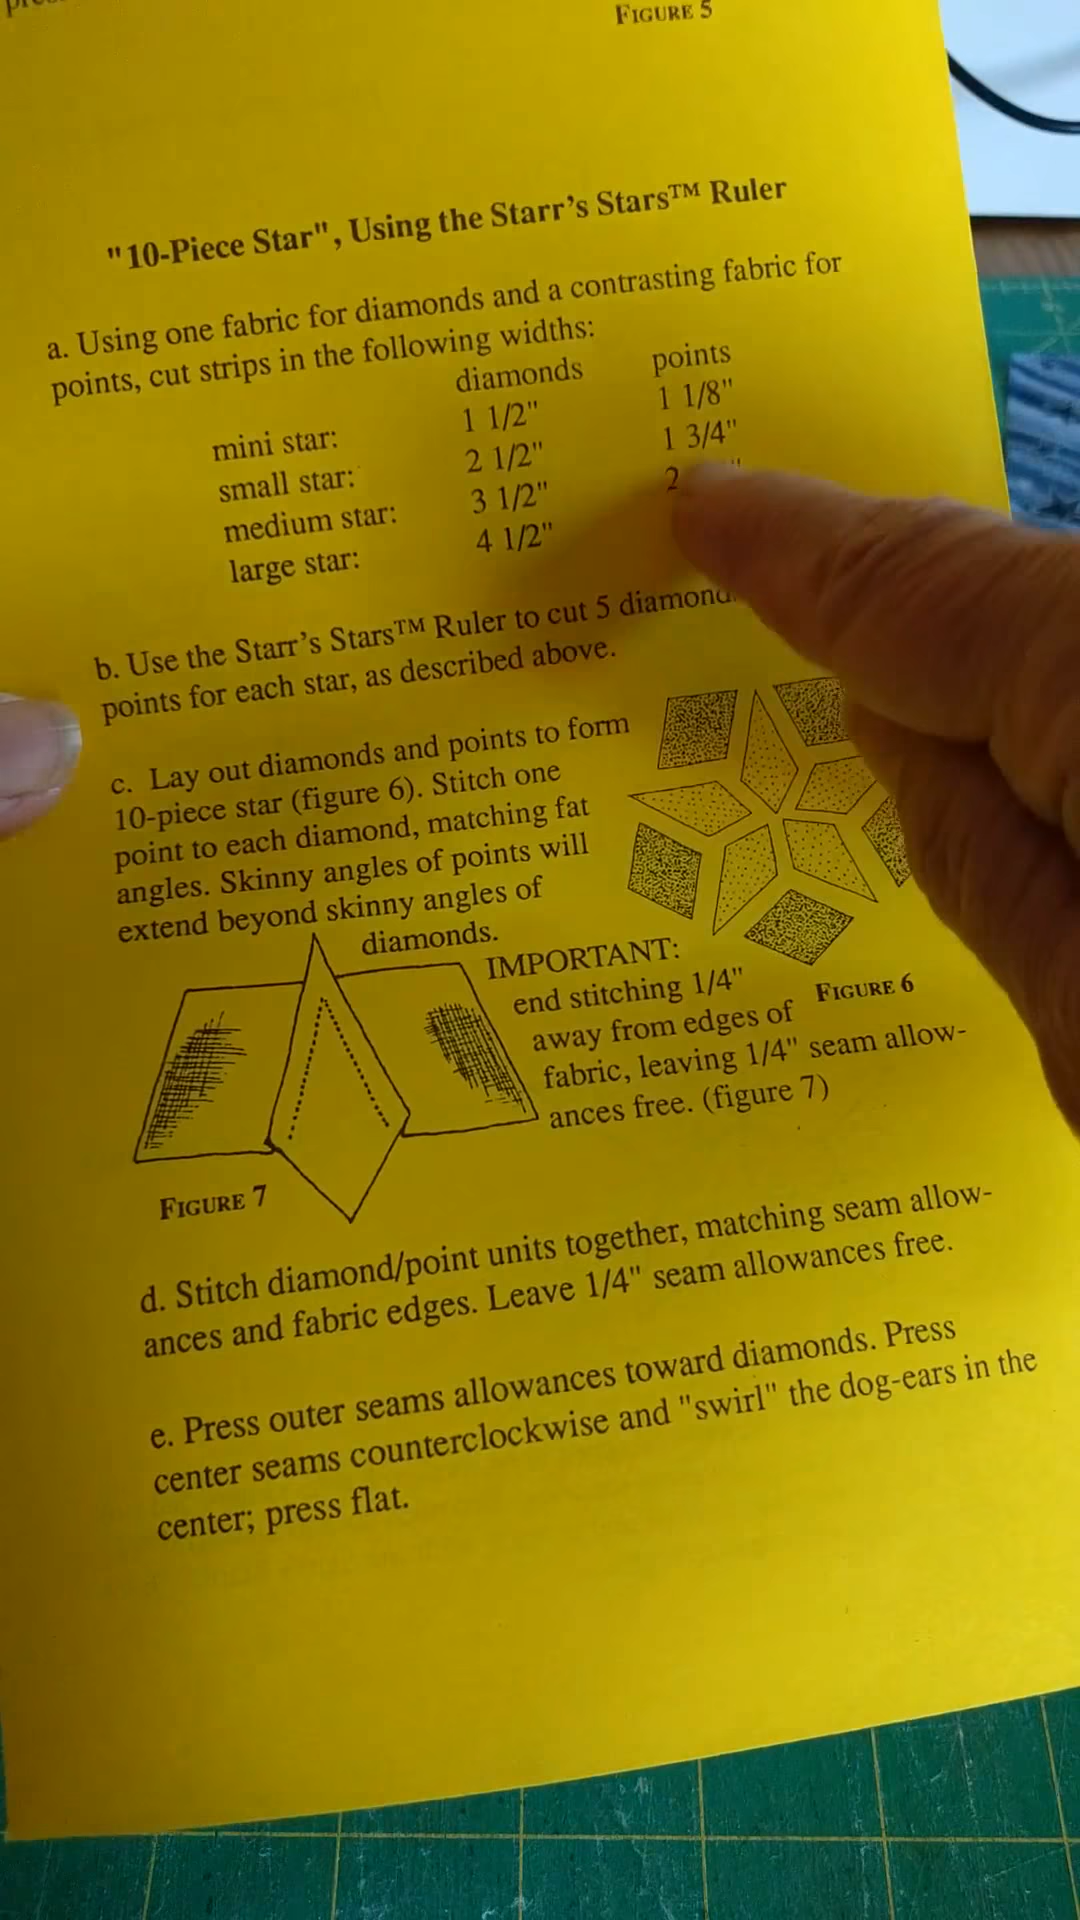 FIGURE 5
"10-Piece Star", Using the Starr's Stars™ Ruler
a. Using one fabric for diamonds and a contrasting fabric for
points, cut strips in the following widths:
diamonds points
mini star: 1 1/2" 1 1/8"
small star: 2 1/2" 1 3/4"
medium star: 3 1/2" 2
large star: 4 1/2"
b. Use the Starr's Stars™ Ruler to cut 5
points for each star, as described above.
c. Lay out diamonds and points to form
10-piece star (figure 6). Stitch one
point to each diamond, matching fat
angles. Skinny angles of points will
extend beyond skinny angles of
diamonds.
IMPORTANT:
end stitching 1/4"
away from edges of
fabric, leaving 1/4" seam allow-
ances free. (figure 7)
FIGURE 6
FIGURE 7
d. Stitch diamond/point units together, matching seam allow-
ances and fabric edges. Leave 1/4" seam allowances free.
e. Press outer seams allowances toward diamonds. Press
center seams counterclockwise and "swirl" the dog-ears in the
center; press flat.